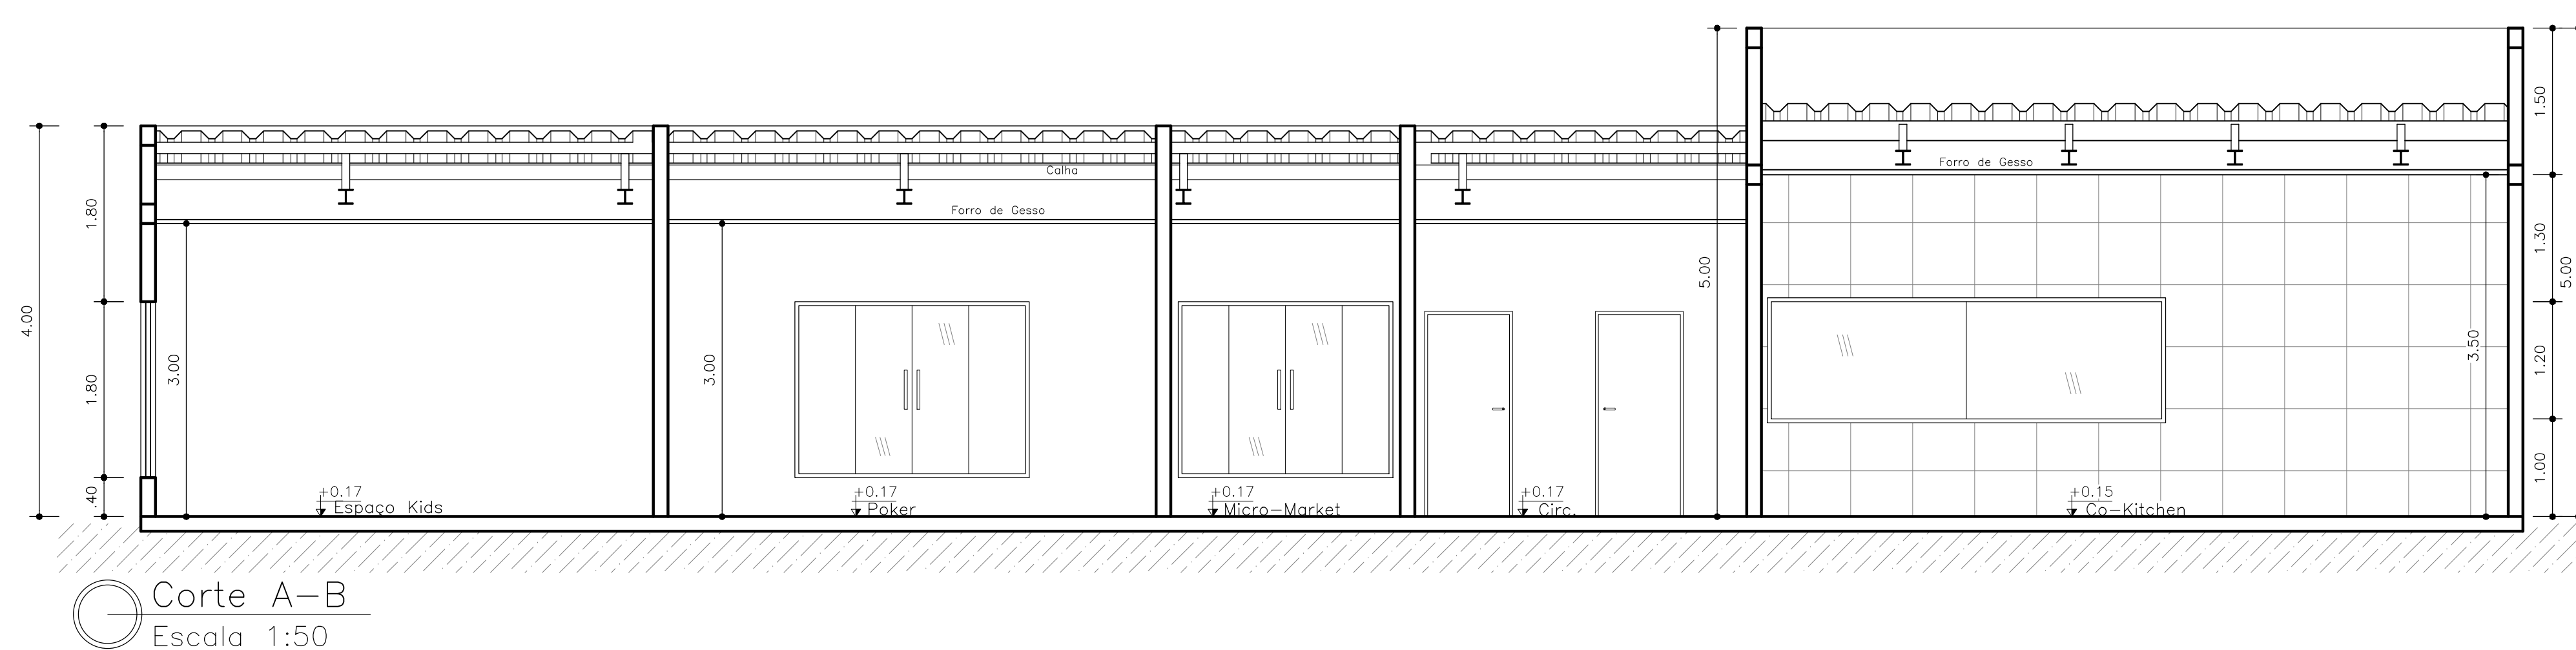 4.00
1.80
1.80
.40
3.00
3.00
Calha
Forro de Gesso
Forro de Gesso
5.00
3.50
1.50
1.30
1.20
1.00
5.00
+0.17
Espaço Kids
+0.17
Poker
+0.17
Micro-Market
+0.17
Circ.
+0.15
Co-Kitchen
Corte A-B
Escala 1:50